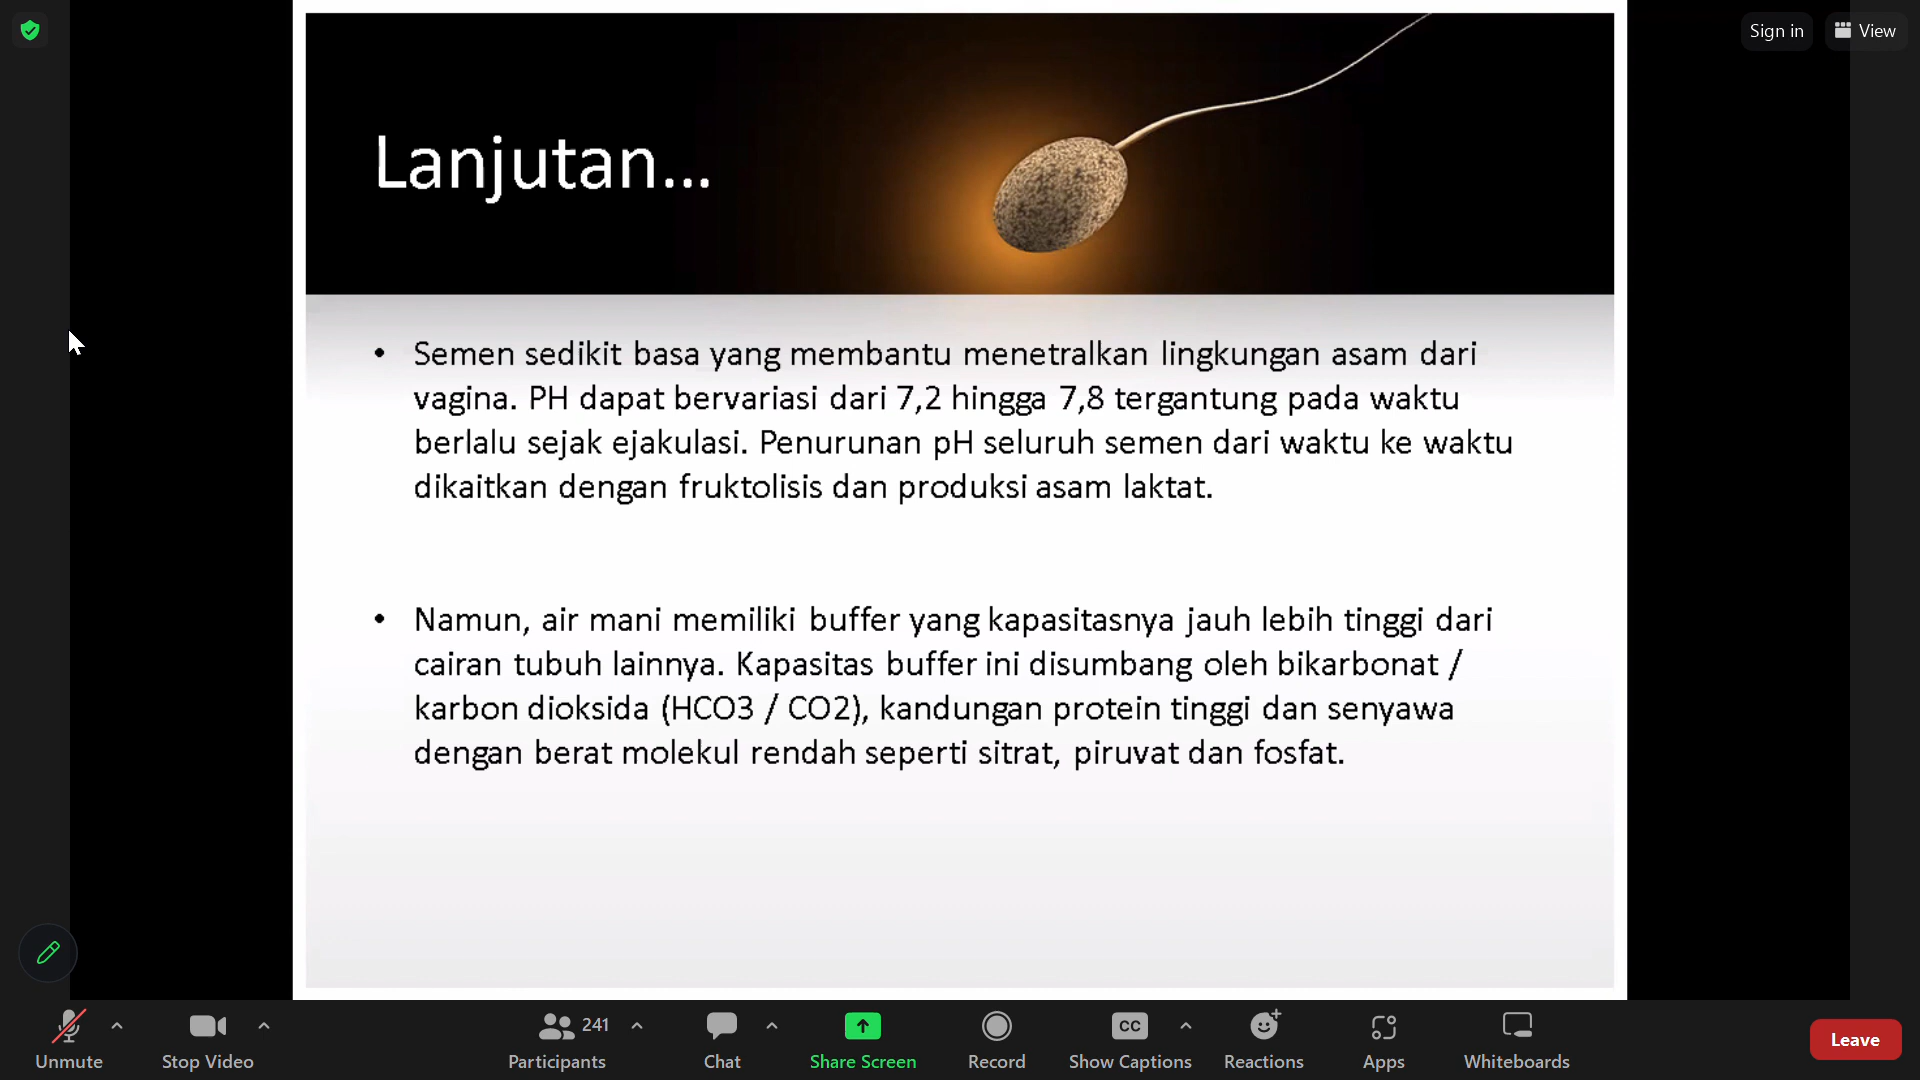 Sign in
View
Lanjutan...
• Semen sedikit basa yang membantu menetralkan lingkungan asam dari
vagina. PH dapat bervariasi dari 7,2 hingga 7,8 tergantung pada waktu
berlalu sejak ejakulasi. Penurunan pH seluruh semen dari waktu ke waktu
dikaitkan dengan fruktolisis dan produksi asam laktat.
• Namun, air mani memiliki buffer yang kapasitasnya jauh lebih tinggi dari
cairan tubuh lainnya. Kapasitas buffer ini disumbang oleh bikarbonat /
karbon dioksida (HCO3 / CO2), kandungan protein tinggi dan senyawa
dengan berat molekul rendah seperti sitrat, piruvat dan fosfat.
241
CC
Unmute
Stop Video
Participants
Chat
Share Screen
Record
Show Captions
Reactions
Apps
Whiteboards
Leave